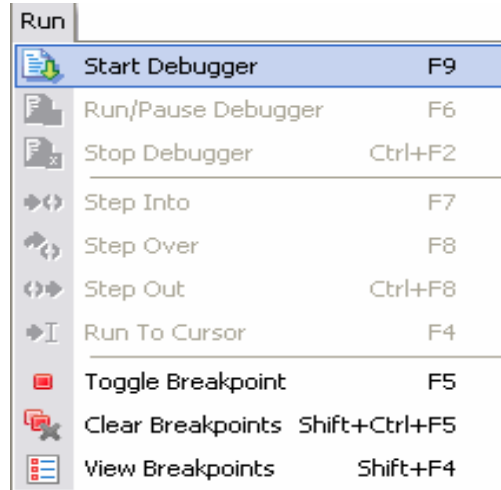 Run
Start Debugger F9
Run/Pause Debugger F6
Stop Debugger Ctrl+F2
Step Into F7
Step Over F8
Step Out Ctrl+F8
Run To Cursor F4
Toggle Breakpoint F5
Clear Breakpoints Shift+Ctrl+F5
View Breakpoints Shift+F4